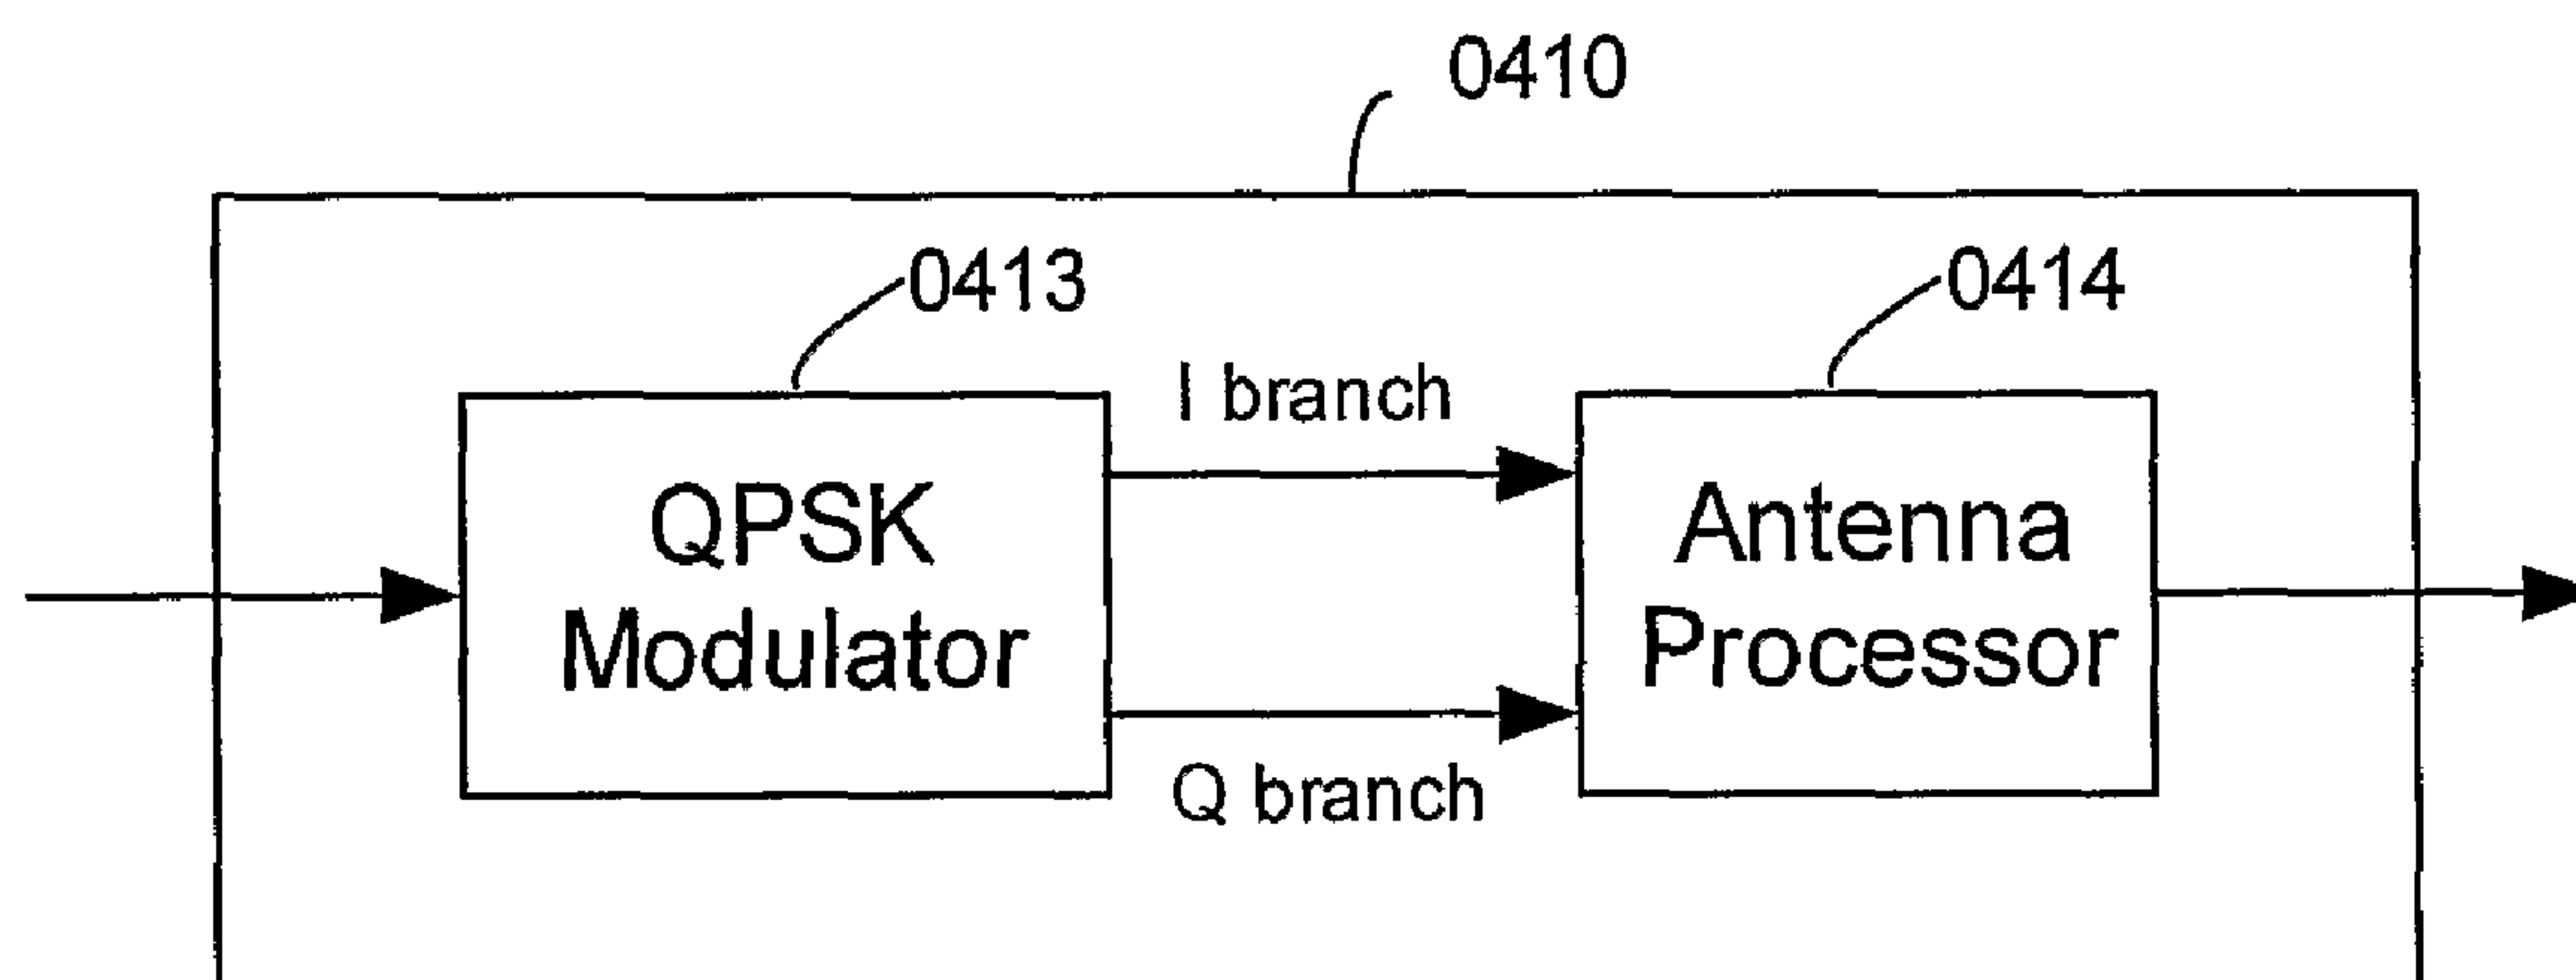 0410
0413
0414
I branch
QPSK
Modulator
Antenna
Processor
Q branch